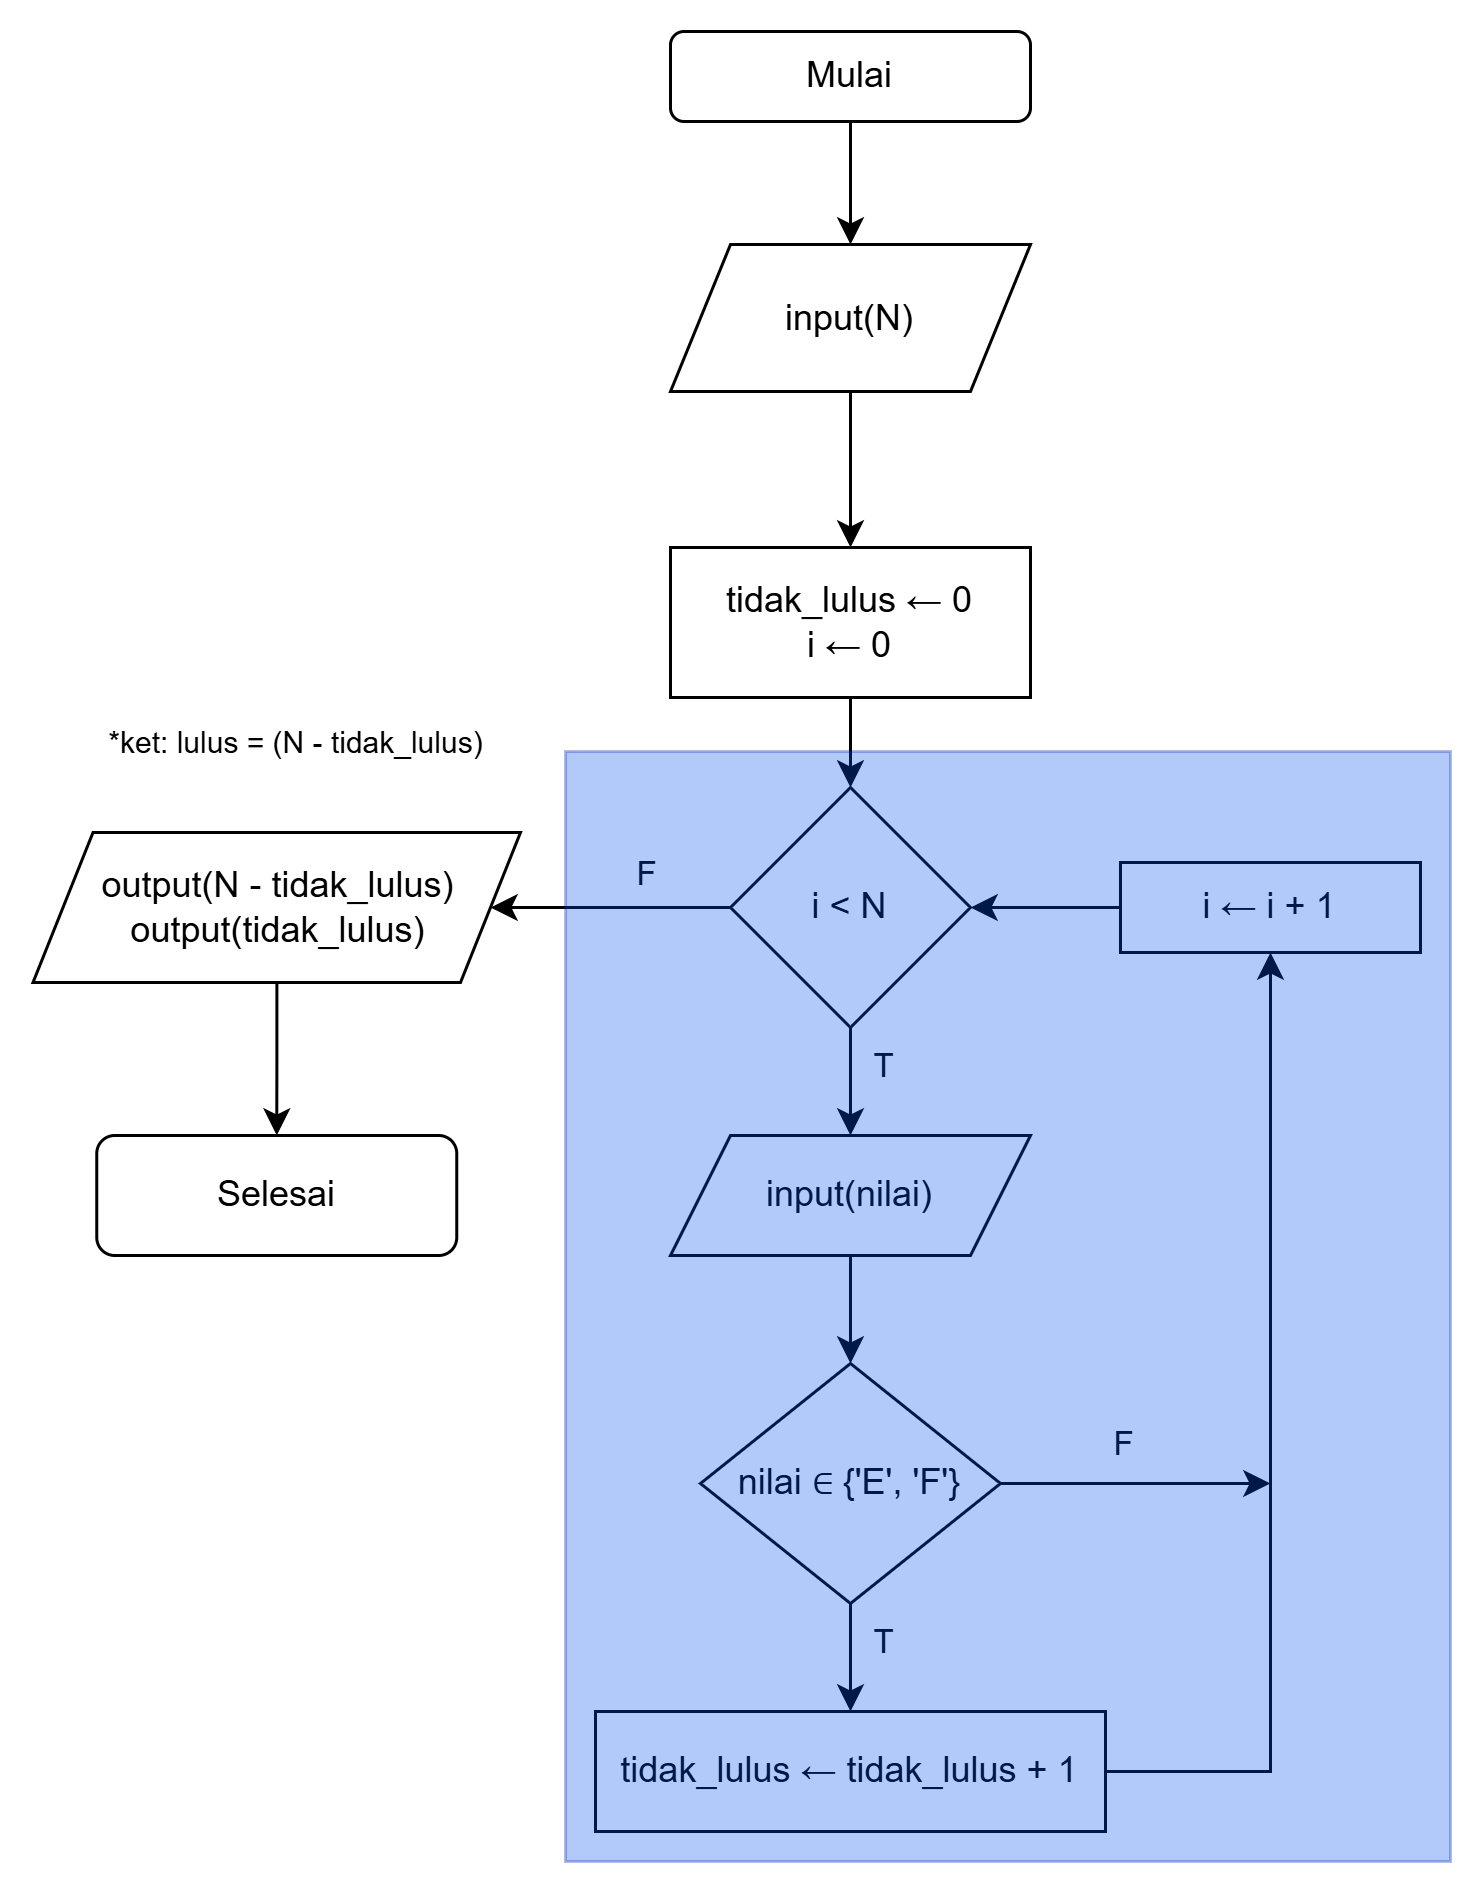 Mulai
input(N)
tidak_lulus ← 0
i ← 0
*ket: lulus = (N - tidak_lulus)
output(N - tidak_lulus)
output(tidak_lulus)
F
i < N
i ← i + 1
T
Selesai
input(nilai)
nilai ∈ {'E', 'F'}
F
T
tidak_lulus ← tidak_lulus + 1